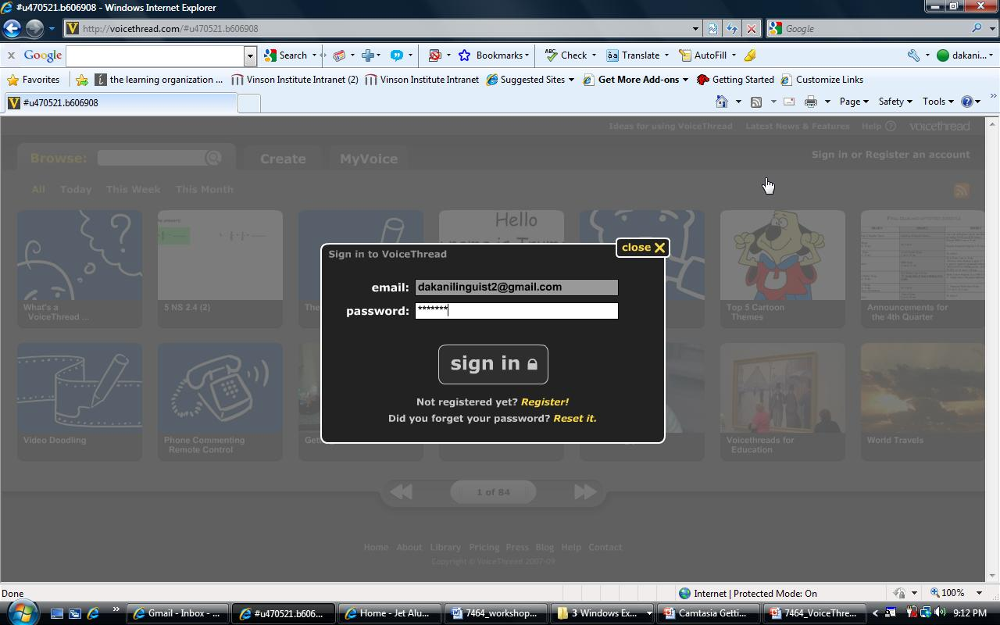 #u470521.b606908 - Windows Internet Explorer
http://voicethread.com/#u470521.b606908
Google
x Google Search Bookmarks Check Translate AutoFill dakani...
Favorites the learning organization ... Vinson Institute Intranet (2) Vinson Institute Intranet Suggested Sites Get More Add-ons Getting Started Customize Links
#u470521.b606908
Page Safety Tools
Ideas for using VoiceThread Latest News & Features Help ? voicethread
Browse: Create MyVoice
Sign in or Register an account
All Today This Week This Month
Hello
close X
Sign in to VoiceThread
email: dakanilinguist2@gmail.com
password: *******
sign in
Not registered yet? Register!
Did you forget your password? Reset it.
What's a
VoiceThread ...
5 NS 2.4 (2)
Top 5 Cartoon
Themes
Announcements for
the 4th Quarter
Video Doodling
Phone Commenting
Remote Control
Voicethreads for
Education
World Travels
1 of 84
Home About Library Pricing Press Blog Help Contact
Copyright © VoiceThread 2007-09
Done
Internet | Protected Mode: On
100%
Gmail - Inbox - ... #u470521.b606... Home - Jet Alu... 7464_workshop... 3 Windows Ex... Camtasia Getti... 7464_VoiceThre... 9:12 PM